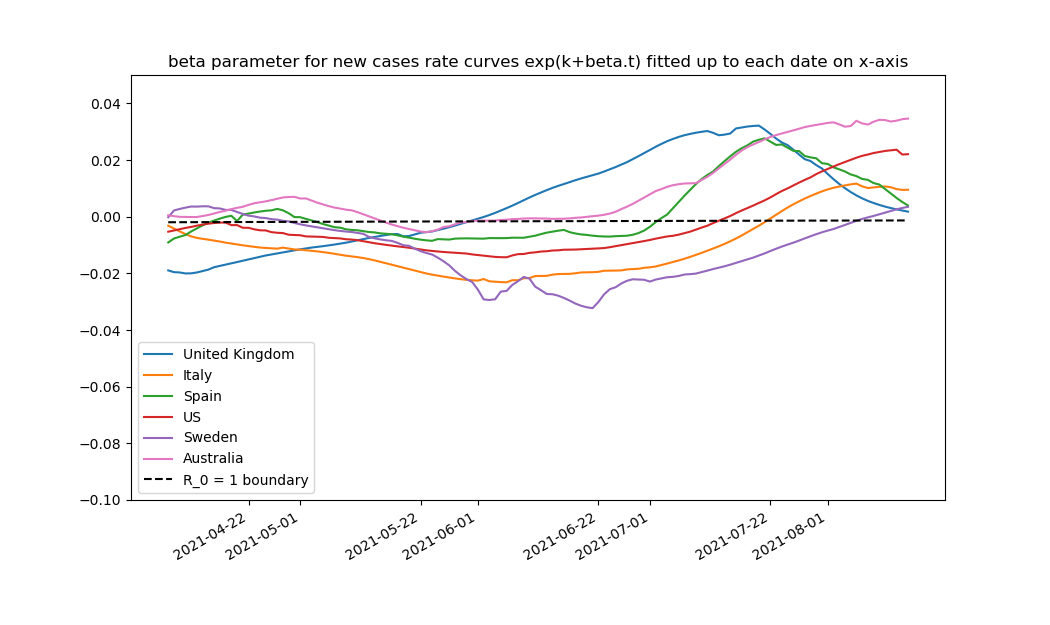 beta parameter for new cases rate curves exp(k+beta.t) fitted up to each date on x-axis
0.04
0.02
0.00
−0.02
−0.04
−0.06
−0.08
−0.10
United Kingdom
Italy
Spain
US
Sweden
Australia
R_0 = 1 boundary
2021-04-22
2021-05-01
2021-05-22
2021-06-01
2021-06-22
2021-07-01
2021-07-22
2021-08-01